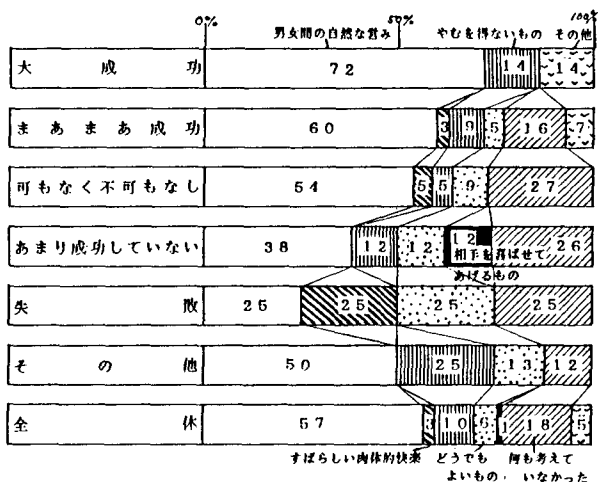 0% 50% 100%
男女間の自然な営み やむを得ないもの その他
大成功 72 14 14
まあまあ成功 60 3 9 5 16 7
可もなく不可もなし 54 5 5 9 27
あまり成功していない 38 12 12 12 26
相手を喜ばせて
あげるもの
失敗 25 25 25 25
その他 50 25 13 12
全体 57 3 10 6 1 18 5
すばらしい肉体的快楽 どうでも 何も考えて
よいもの いなかった